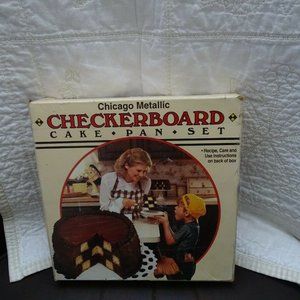 Chicago Metallic
CHECKERBOARD
CAKE • PAN • SET
• Recipe, Care and
Use Instructions
on back of box